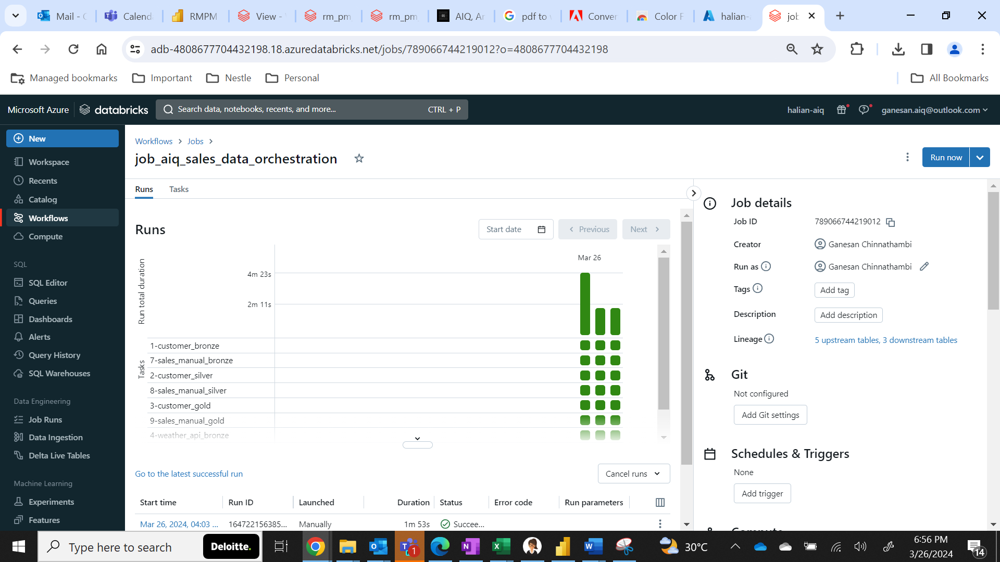 Mail - C
Calend
RMPM
View -
rm_pm
rm_pm
AIQ, Ar
pdf to
Conver
Color F
halian-
job
adb-4808677704432198.18.azuredatabricks.net/jobs/789066744219012?o=4808677704432198
Managed bookmarks
Important
Nestle
Personal
All Bookmarks
Microsoft Azure
databricks
Search data, notebooks, recents, and more...
CTRL + P
halian-aiq
ganesan.aiq@outlook.com
New
Workspace
Recents
Catalog
Workflows
Compute
SQL
SQL Editor
Queries
Dashboards
Alerts
Query History
SQL Warehouses
Data Engineering
Job Runs
Data Ingestion
Delta Live Tables
Machine Learning
Experiments
Features
Workflows > Jobs >
job_aiq_sales_data_orchestration
Run now
Runs
Tasks
Runs
Start date
Previous
Next
Mar 26
Run total duration
4m 23s
2m 11s
Tasks
1-customer_bronze
7-sales_manual_bronze
2-customer_silver
8-sales_manual_silver
3-customer_gold
9-sales_manual_gold
4-weather_api_bronze
Go to the latest successful run
Cancel runs
Start time
Run ID
Launched
Duration
Status
Error code
Run parameters
Mar 26, 2024, 04:03 ...
164722156385...
Manually
1m 53s
Succee...
Job details
Job ID
789066744219012
Creator
Ganesan Chinnathambi
Run as
Ganesan Chinnathambi
Tags
Add tag
Description
Add description
Lineage
5 upstream tables, 3 downstream tables
Git
Not configured
Add Git settings
Schedules & Triggers
None
Add trigger
Compute
Type here to search
Deloitte.
1
30°C
6:56 PM
3/26/2024
14